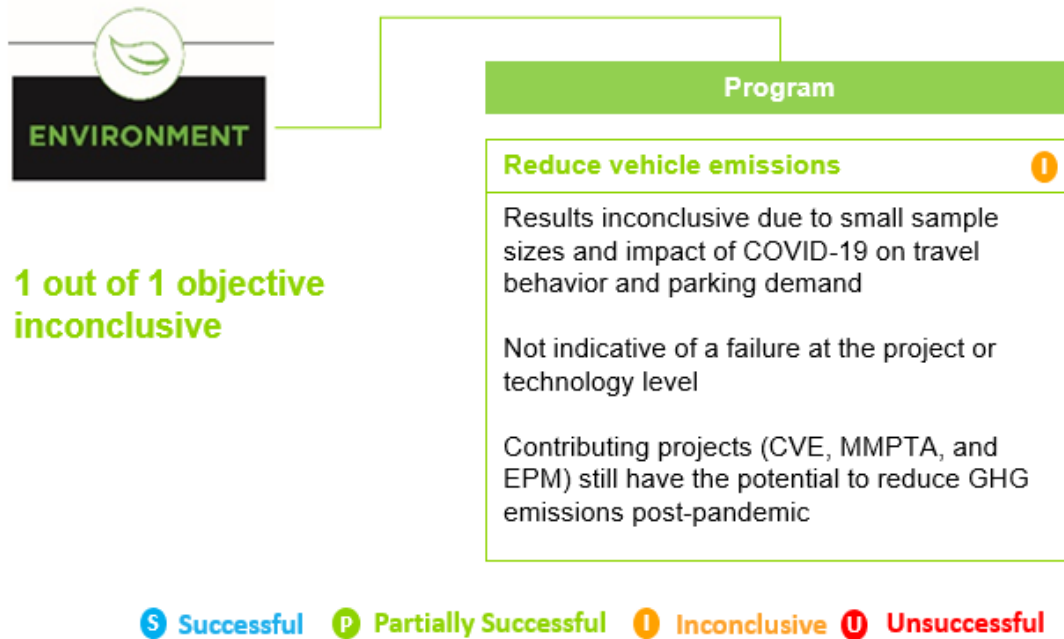 ENVIRONMENT
1 out of 1 objective
inconclusive
Program
Reduce vehicle emissions I
Results inconclusive due to small sample
sizes and impact of COVID-19 on travel
behavior and parking demand
Not indicative of a failure at the project or
technology level
Contributing projects (CVE, MMPTA, and
EPM) still have the potential to reduce GHG
emissions post-pandemic
S Successful P Partially Successful I Inconclusive U Unsuccessful